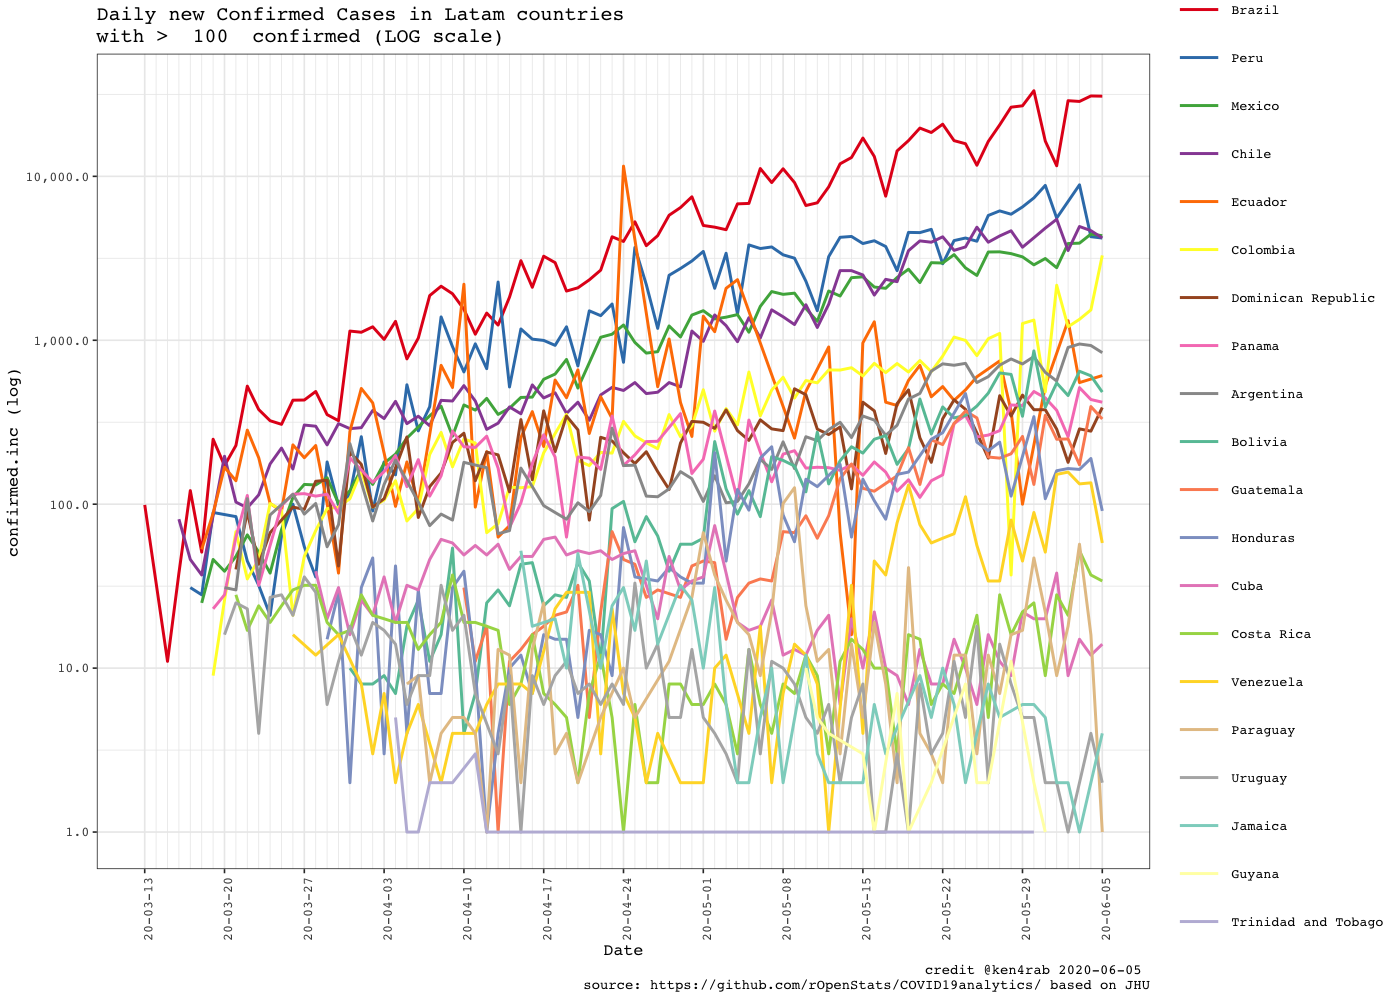 Daily new Confirmed Cases in Latam countries
with >  100  confirmed (LOG scale)
confirmed.inc (log)
10,000.0
1,000.0
100.0
10.0
1.0
20-03-13
20-03-20
20-03-27
20-04-03
20-04-10
20-04-17
20-04-24
20-05-01
20-05-08
20-05-15
20-05-22
20-05-29
20-06-05
Date
Brazil
Peru
Mexico
Chile
Ecuador
Colombia
Dominican Republic
Panama
Argentina
Bolivia
Guatemala
Honduras
Cuba
Costa Rica
Venezuela
Paraguay
Uruguay
Jamaica
Guyana
Trinidad and Tobago
credit @ken4rab 2020-06-05
source: https://github.com/rOpenStats/COVID19analytics/ based on JHU